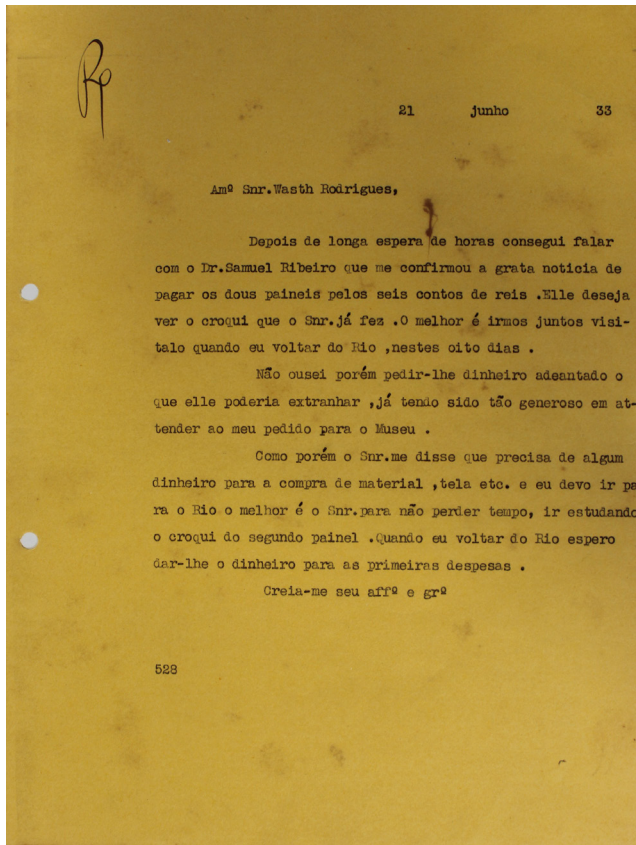 Rp
21 junho 33
Amº Snr.Wasth Rodrigues,
Depois de longa espera de horas consegui falar
com o Dr.Samuel Ribeiro que me confirmou a grata noticia de
pagar os dous paineis pelos seis contos de reis .Elle deseja
ver o croqui que o Snr.já fez .O melhor é irmos juntos visi-
talo quando eu voltar do Rio ,nestes oito dias .
Não ousei porém pedir-lhe dinheiro adeantado o
que elle poderia extranhar ,já tendo sido tão generoso em at-
tender ao meu pedido para o Museu .
Como porém o Snr.me disse que precisa de algum
dinheiro para a compra de material ,tela etc. e eu devo ir pa
ra o Rio o melhor é o Snr.para não perder tempo, ir estudando
o croqui do segundo painel .Quando eu voltar do Rio espero
dar-lhe o dinheiro para as primeiras despesas .
Creia-me seu affº e grº
528